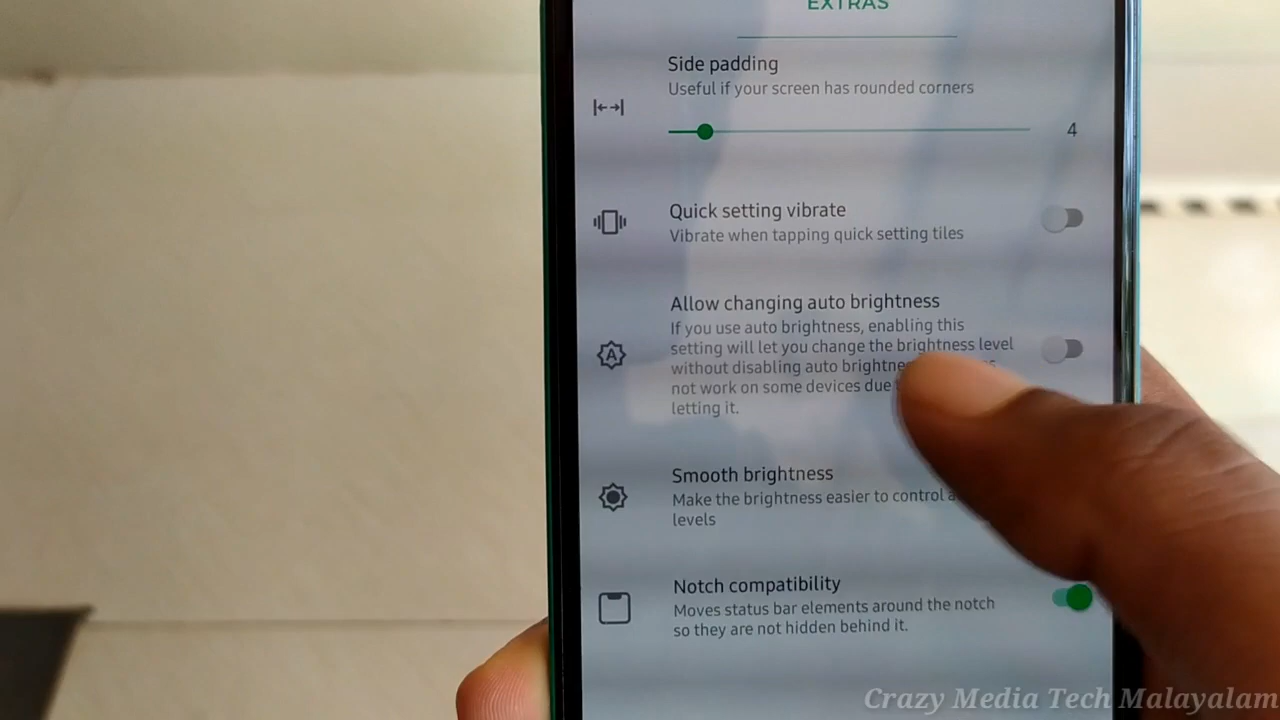 EXTRAS
Side padding
Useful if your screen has rounded corners
4
Quick setting vibrate
Vibrate when tapping quick setting tiles
Allow changing auto brightness
If you use auto brightness, enabling this
setting will let you change the brightness level
without disabling auto
not work on some devices due
letting it.
A
Smooth brightness
Make the brightness easier to control
levels
Notch compatibility
Moves status bar elements around the notch
so they are not hidden behind it.
Crazy Media Tech Malayalam